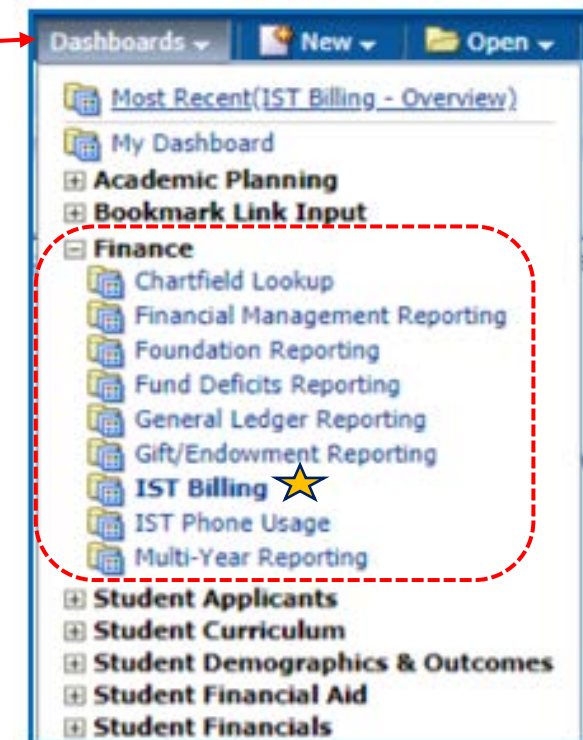 Dashboards New Open
Most Recent(IST Billing - Overview)
My Dashboard
Academic Planning
Bookmark Link Input
Finance
Chartfield Lookup
Financial Management Reporting
Foundation Reporting
Fund Deficits Reporting
General Ledger Reporting
Gift/Endowment Reporting
IST Billing
IST Phone Usage
Multi-Year Reporting
Student Applicants
Student Curriculum
Student Demographics & Outcomes
Student Financial Aid
Student Financials